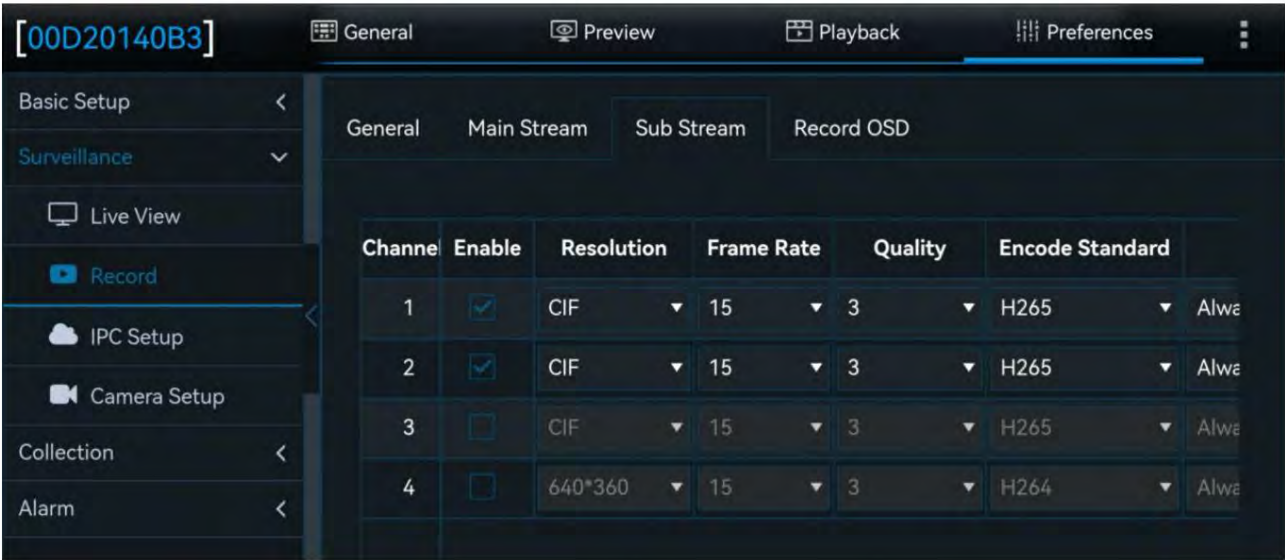 [00D20140B3] General Preview Playback Preferences
Basic Setup
General Main Stream Sub Stream Record OSD
Surveillance
Live View
Channel Enable Resolution Frame Rate Quality Encode Standard
Record
1 CIF 15 3 H265 Alwa
IPC Setup
2 CIF 15 3 H265 Alwa
Camera Setup
3 CIF 15 3 H265 Alwa
Collection
4 640*360 15 3 H264 Alwa
Alarm